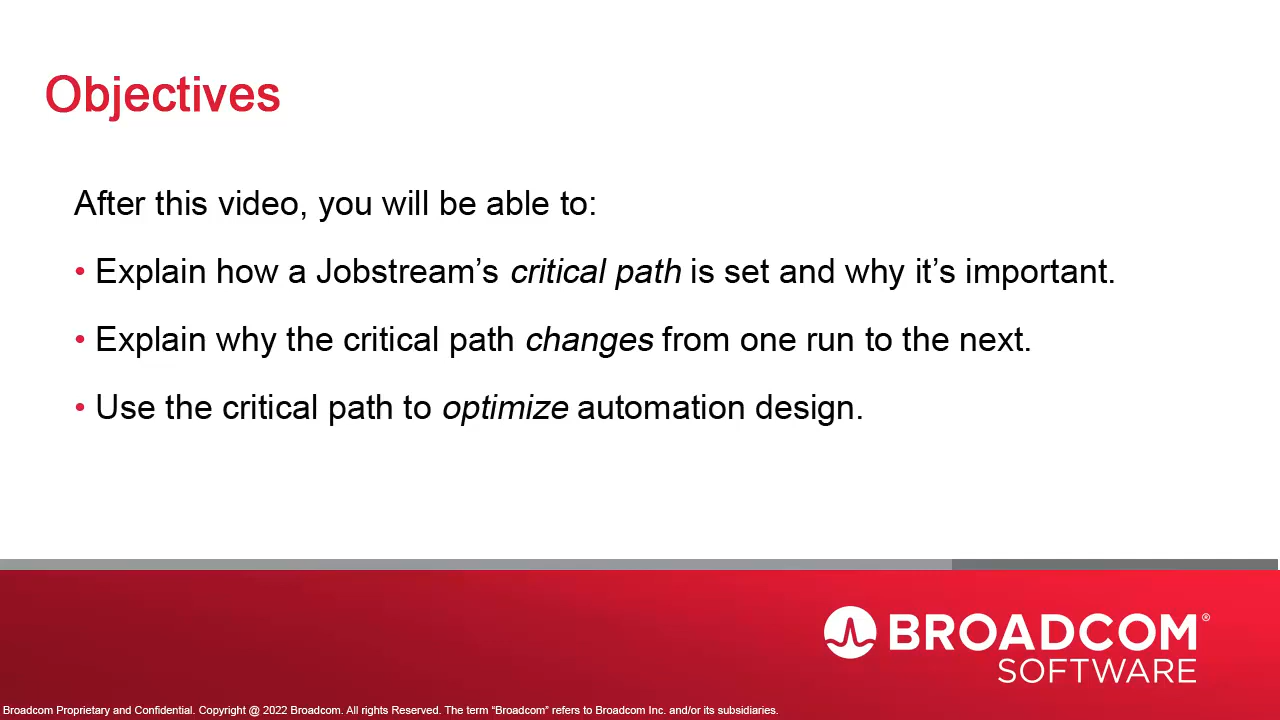 Objectives
After this video, you will be able to:
• Explain how a Jobstream’s critical path is set and why it’s important.
• Explain why the critical path changes from one run to the next.
• Use the critical path to optimize automation design.
BROADCOM®
SOFTWARE
Broadcom Proprietary and Confidential. Copyright @ 2022 Broadcom. All rights Reserved. The term “Broadcom” refers to Broadcom Inc. and/or its subsidiaries.